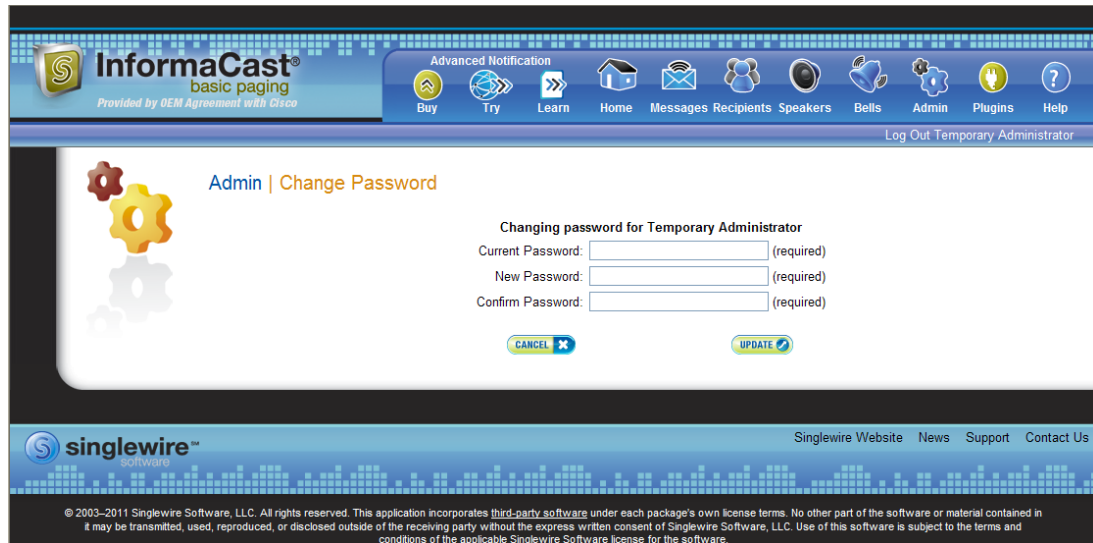 InformaCast®
basic paging
Provided by OEM Agreement with Cisco
Advanced Notification
Buy Try Learn Home Messages Recipients Speakers Bells Admin Plugins Help
Log Out Temporary Administrator
Admin | Change Password
Changing password for Temporary Administrator
Current Password: (required)
New Password: (required)
Confirm Password: (required)
CANCEL UPDATE
singlewire℠
software
Singlewire Website News Support Contact Us
© 2003–2011 Singlewire Software, LLC. All rights reserved. This application incorporates third-party software under each package's own license terms. No other part of the software or material contained in
it may be transmitted, used, reproduced, or disclosed outside of the receiving party without the express written consent of Singlewire Software, LLC. Use of this software is subject to the terms and
conditions of the applicable Singlewire Software license for the software.